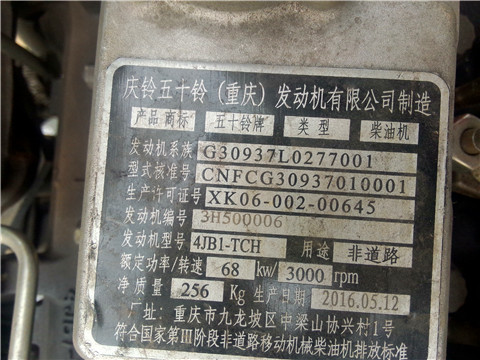 庆铃五十铃（重庆）发动机有限公司制造
产品商标 五十铃牌 类型 柴油机
发动机系族 G30937L0277001
型式核准号 CNFCG30937010001
生产许可证号 XK06-002-00645
发动机编号 3H500006
发动机型号 4JB1-TCH 用途 非道路
额定功率/转速 68 kw/ 3000 rpm
净质量 256 Kg 生产日期 2016.05.12
厂址：重庆市九龙坡区中梁山协兴村1号
符合国家第Ⅲ阶段非道路移动机械柴油机排放标准